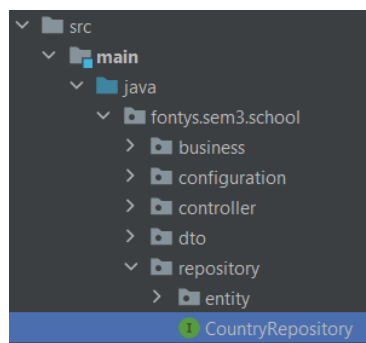 src
main
java
fontys.sem3.school
business
configuration
controller
dto
repository
entity
I CountryRepository